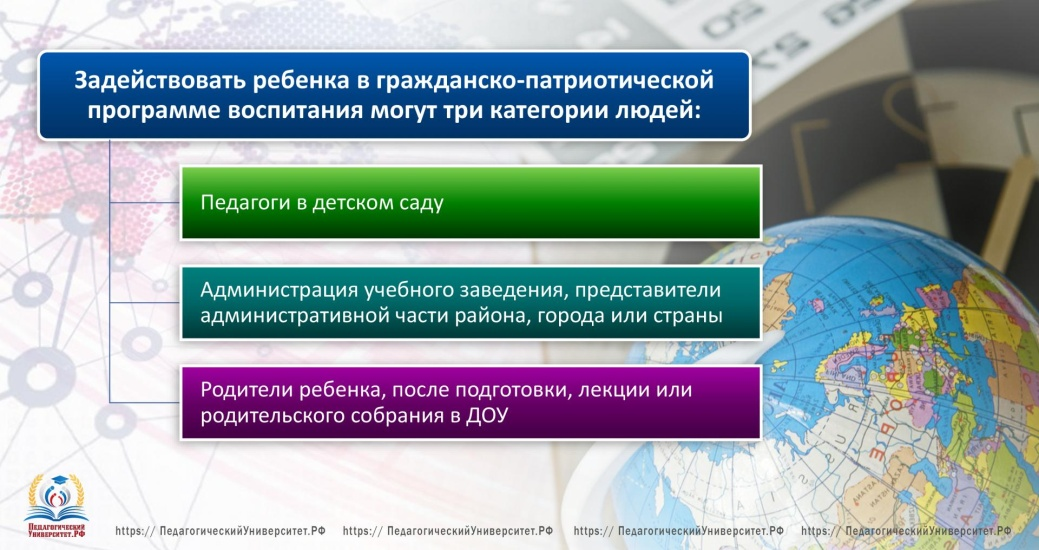 Задействовать ребенка в гражданско-патриотической
программе воспитания могут три категории людей:
Педагоги в детском саду
Администрация учебного заведения, представители
административной части района, города или страны
Родители ребенка, после подготовки, лекции или
родительского собрания в ДОУ
Педагогический
Университет.РФ
https:// ПедагогическийУниверситет.РФ https:// ПедагогическийУниверситет.РФ https:// ПедагогическийУниверситет.РФ https:// ПедагогическийУниверситет.РФ